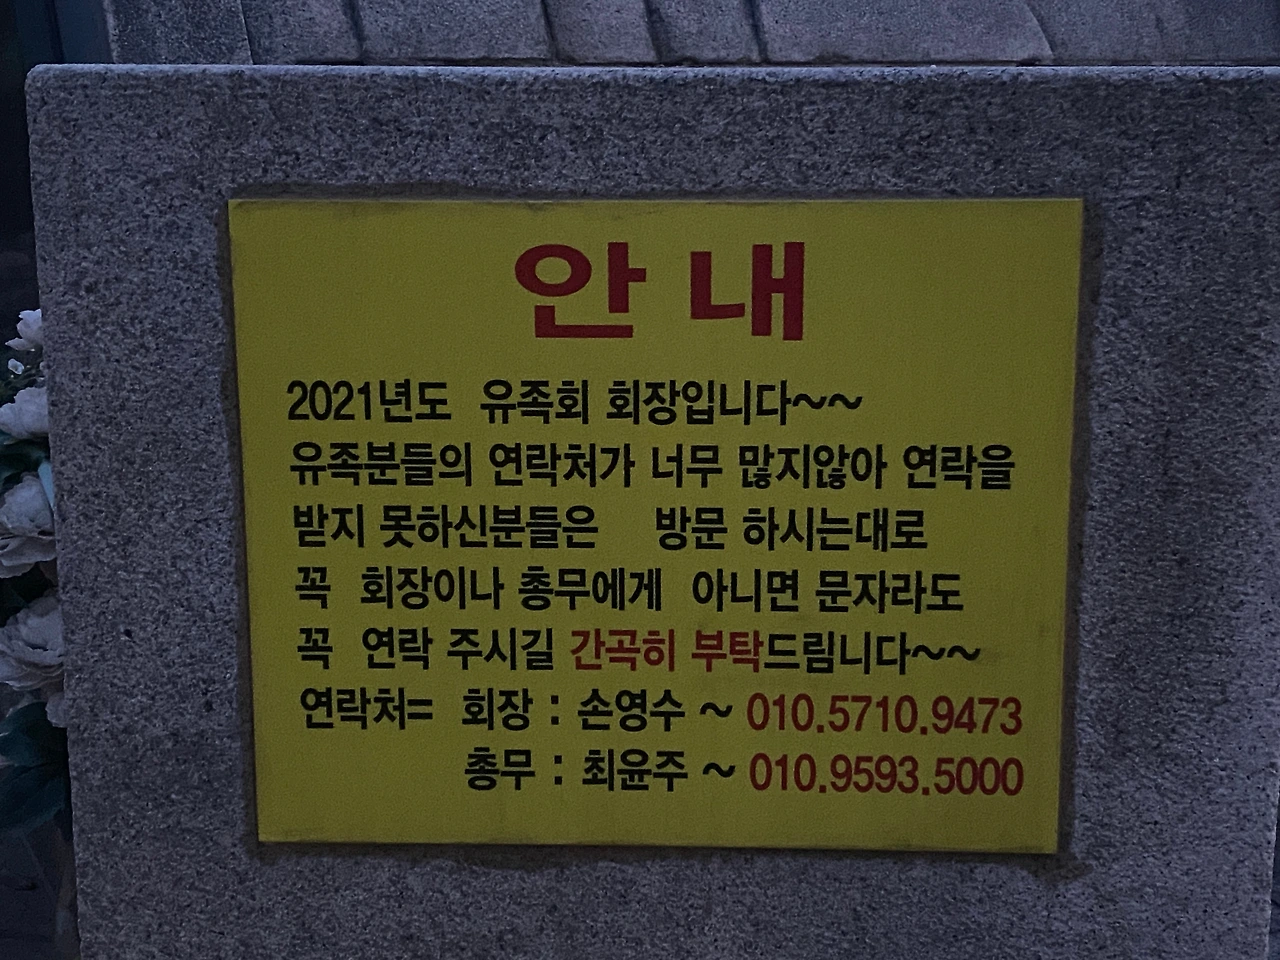 안내
2021년도 유족회 회장입니다~~
유족분들의 연락처가 너무 많지않아 연락을
받지 못하신분들은 방문 하시는대로
꼭 회장이나 총무에게 아니면 문자라도
꼭 연락 주시길 간곡히 부탁드림니다~~
연락처= 회장 : 손영수 ~ 010.5710.9473
총무 : 최윤주 ~ 010.9593.5000